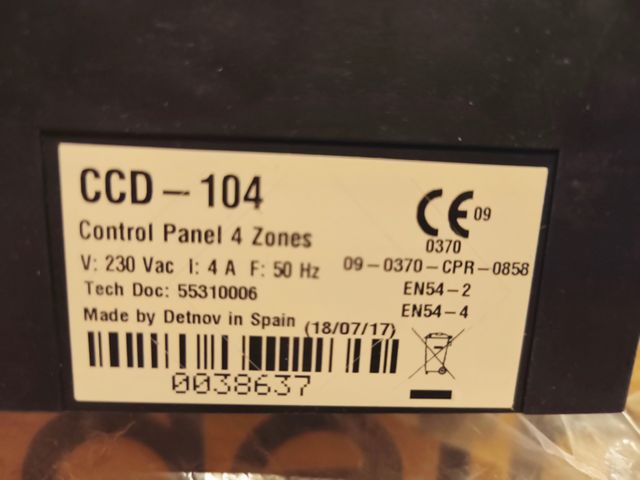 CCD - 104
Control Panel 4 Zones
V: 230 Vac I: 4 A F: 50 Hz
Tech Doc: 55310006
Made by Detnov in Spain (18/07/17)
0038637
CE 09
0370
09-0370-CPR-0858
EN54-2
EN54-4